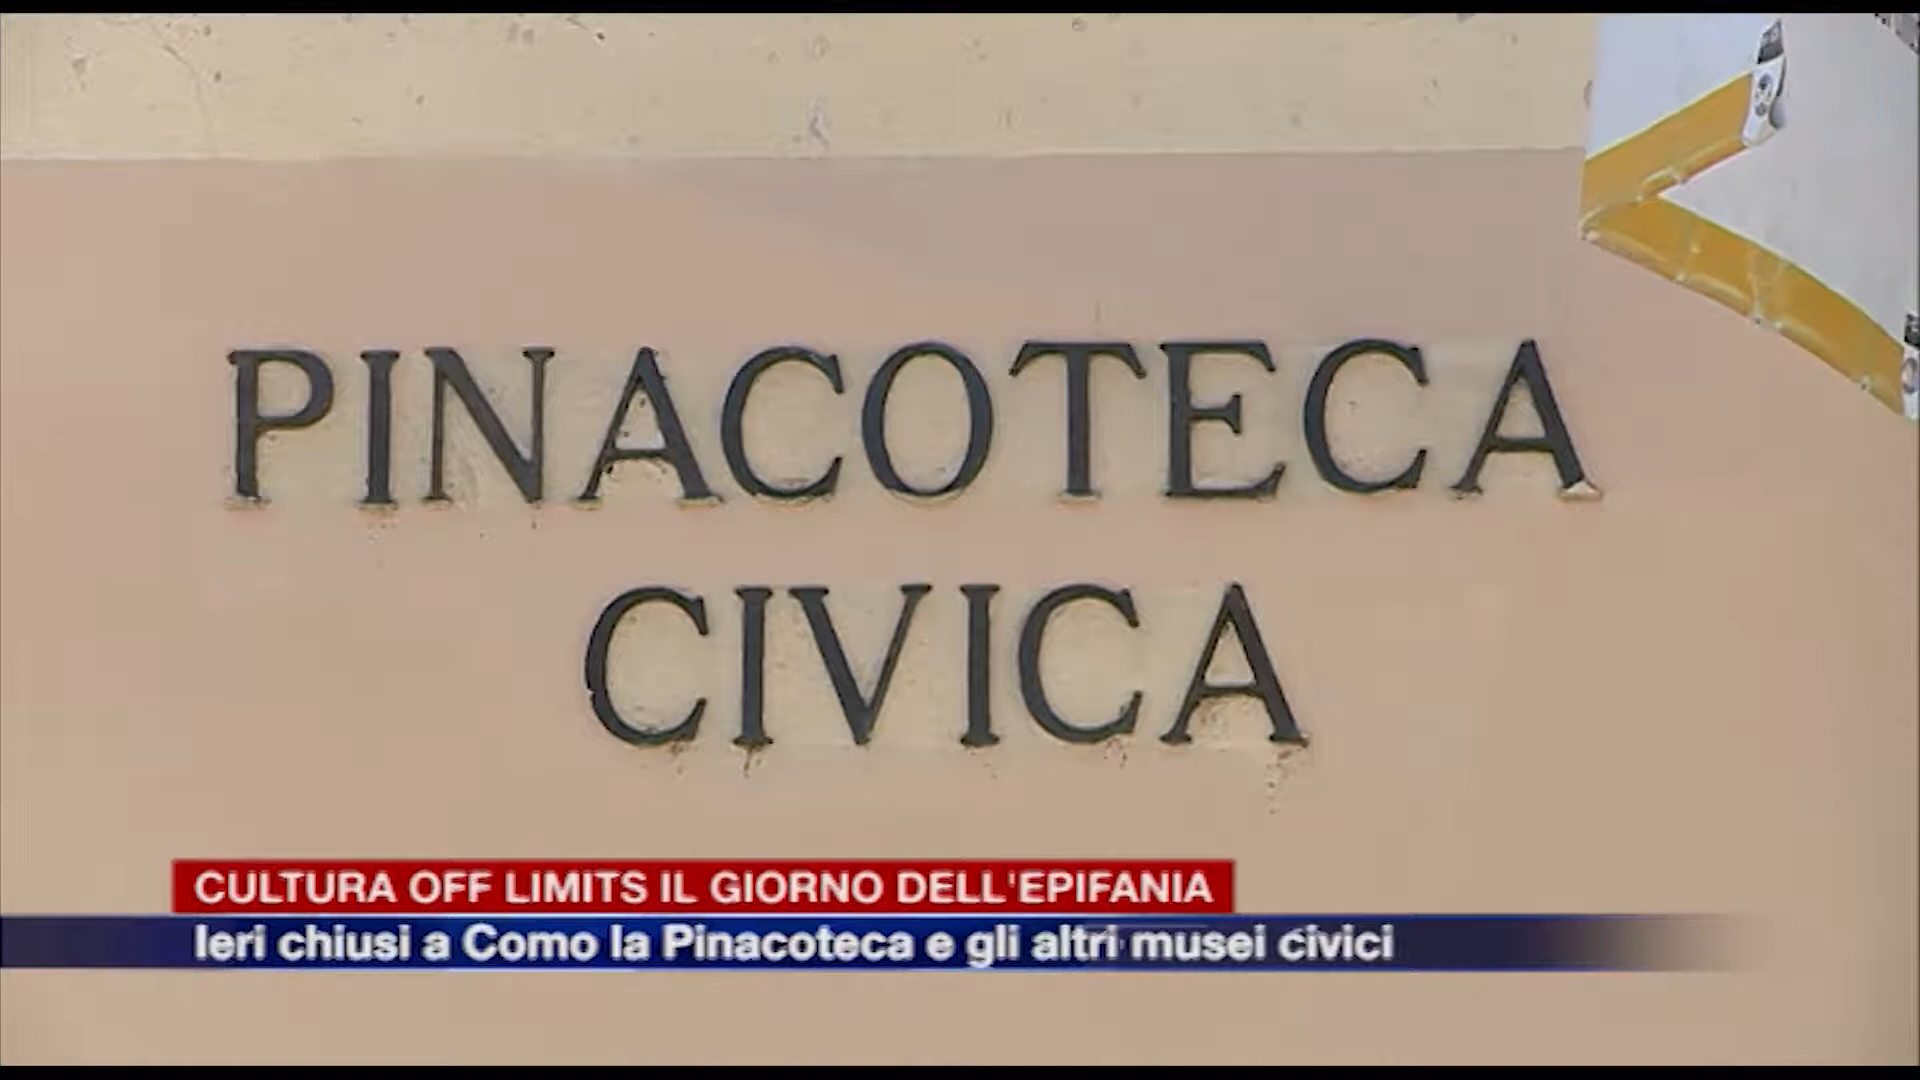 PINACOTECA
CIVICA
CULTURA OFF LIMITS IL GIORNO DELL'EPIFANIA
Ieri chiusi a Como la Pinacoteca e gli altri musei civici